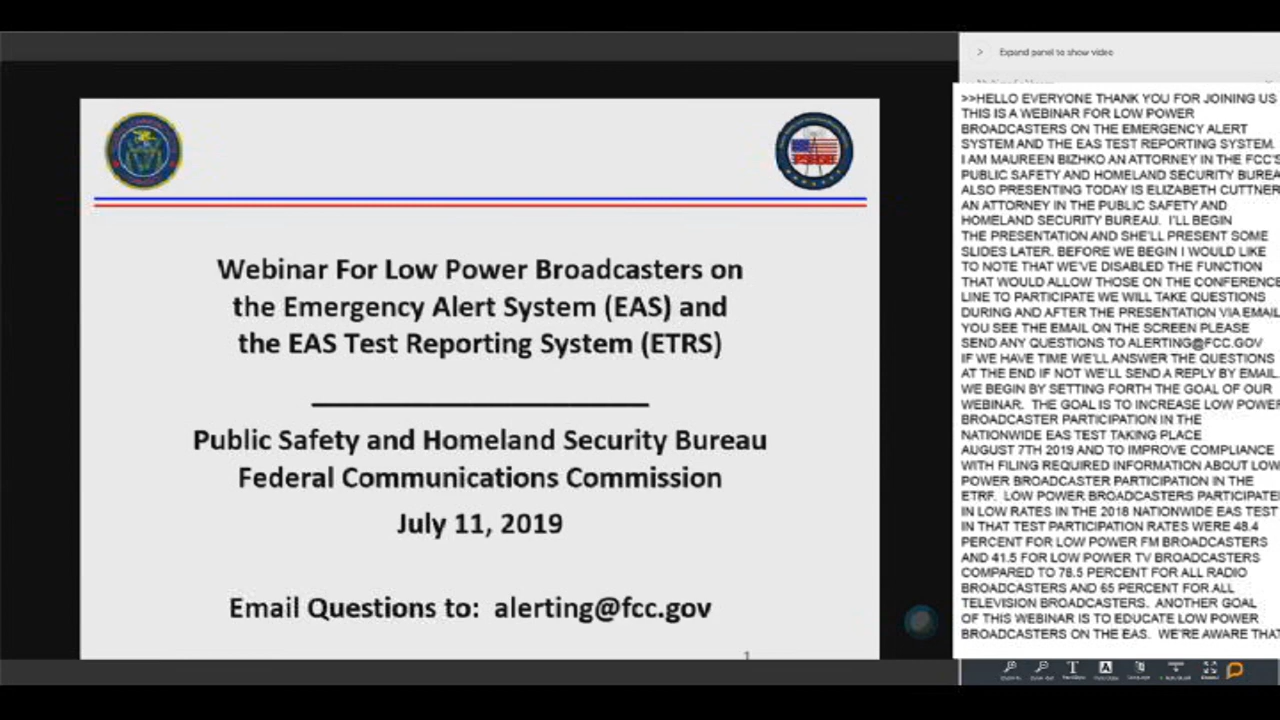 Webinar For Low Power Broadcasters on
the Emergency Alert System (EAS) and
the EAS Test Reporting System (ETRS)
Public Safety and Homeland Security Bureau
Federal Communications Commission
July 11, 2019
Email Questions to: alerting@fcc.gov
1
> Expand panel to show video
>>HELLO EVERYONE THANK YOU FOR JOINING US
THIS IS A WEBINAR FOR LOW POWER
BROADCASTERS ON THE EMERGENCY ALERT
SYSTEM AND THE EAS TEST REPORTING SYSTEM.
I AM MAUREEN BIZHKO AN ATTORNEY IN THE FCC'S
PUBLIC SAFETY AND HOMELAND SECURITY BUREA
ALSO PRESENTING TODAY IS ELIZABETH CUTTNER
AN ATTORNEY IN THE PUBLIC SAFETY AND
HOMELAND SECURITY BUREAU. I'LL BEGIN
THE PRESENTATION AND SHE'LL PRESENT SOME
SLIDES LATER. BEFORE WE BEGIN I WOULD LIKE
TO NOTE THAT WE'VE DISABLED THE FUNCTION
THAT WOULD ALLOW THOSE ON THE CONFERENCE
LINE TO PARTICIPATE WE WILL TAKE QUESTIONS
DURING AND AFTER THE PRESENTATION VIA EMAIL
YOU SEE THE EMAIL ON THE SCREEN PLEASE
SEND ANY QUESTIONS TO ALERTING@FCC.GOV
IF WE HAVE TIME WE'LL ANSWER THE QUESTIONS
AT THE END IF NOT WE'LL SEND A REPLY BY EMAIL.
WE BEGIN BY SETTING FORTH THE GOAL OF OUR
WEBINAR. THE GOAL IS TO INCREASE LOW POWER
BROADCASTER PARTICIPATION IN THE
NATIONWIDE EAS TEST TAKING PLACE
AUGUST 7TH 2019 AND TO IMPROVE COMPLIANCE
WITH FILING REQUIRED INFORMATION ABOUT LOW
POWER BROADCASTER PARTICIPATION IN THE
ETRF. LOW POWER BROADCASTERS PARTICIPATE
IN LOW RATES IN THE 2018 NATIONWIDE EAS TEST
IN THAT TEST PARTICIPATION RATES WERE 48.4
PERCENT FOR LOW POWER FM BROADCASTERS
AND 41.5 FOR LOW POWER TV BROADCASTERS
COMPARED TO 78.5 PERCENT FOR ALL RADIO
BROADCASTERS AND 65 PERCENT FOR ALL
TELEVISION BROADCASTERS. ANOTHER GOAL
OF THIS WEBINAR IS TO EDUCATE LOW POWER
BROADCASTERS ON THE EAS. WE'RE AWARE THAT